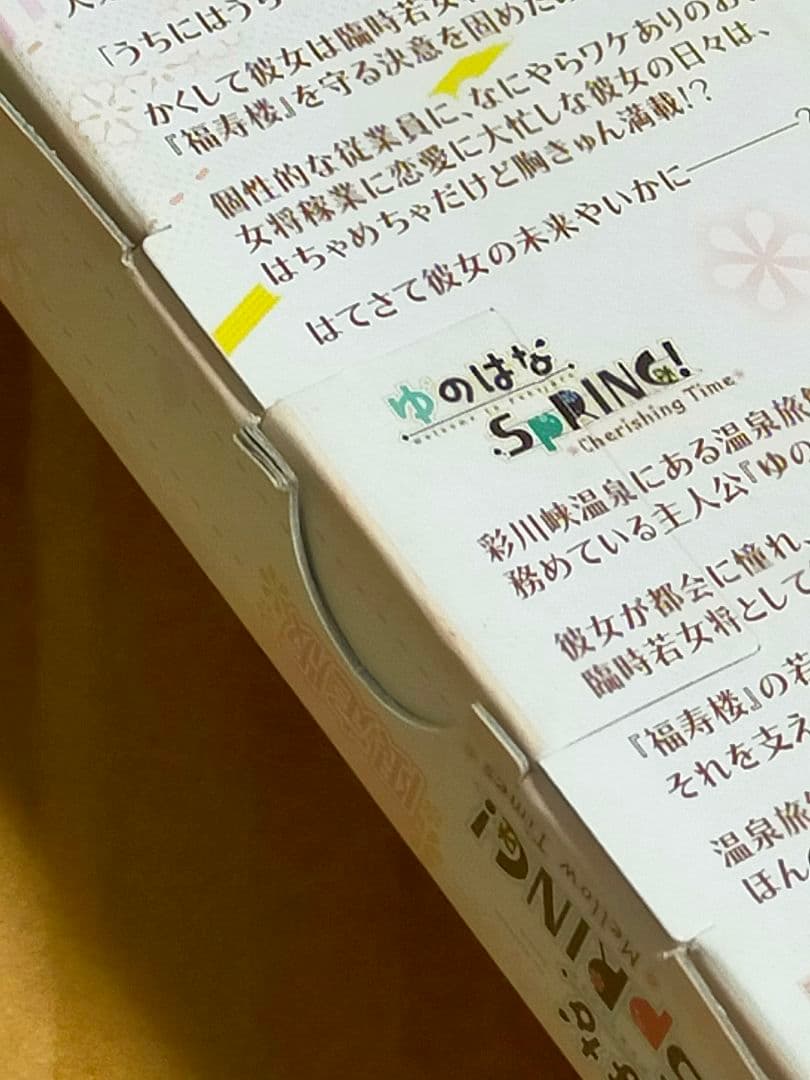 「うちにはうち
かくして彼女は臨時若女
『福寿楼』を守る決意を固めた
個性的な従業員に、なにやらワケありのお
女将稼業に恋愛に大忙しな彼女の日々は、
はちゃめちゃだけど胸きゅん満載!?
はてさて彼女の未来やいかに――――?
ゆのはな
SpRING!
Cherishing Time
彩川峡温泉にある温泉旅
務めている主人公『ゆの
彼女が都会に憧れ、
臨時若女将として
『福寿楼』の若
それを支え
温泉旅
ほん
RING!
Mellow Times